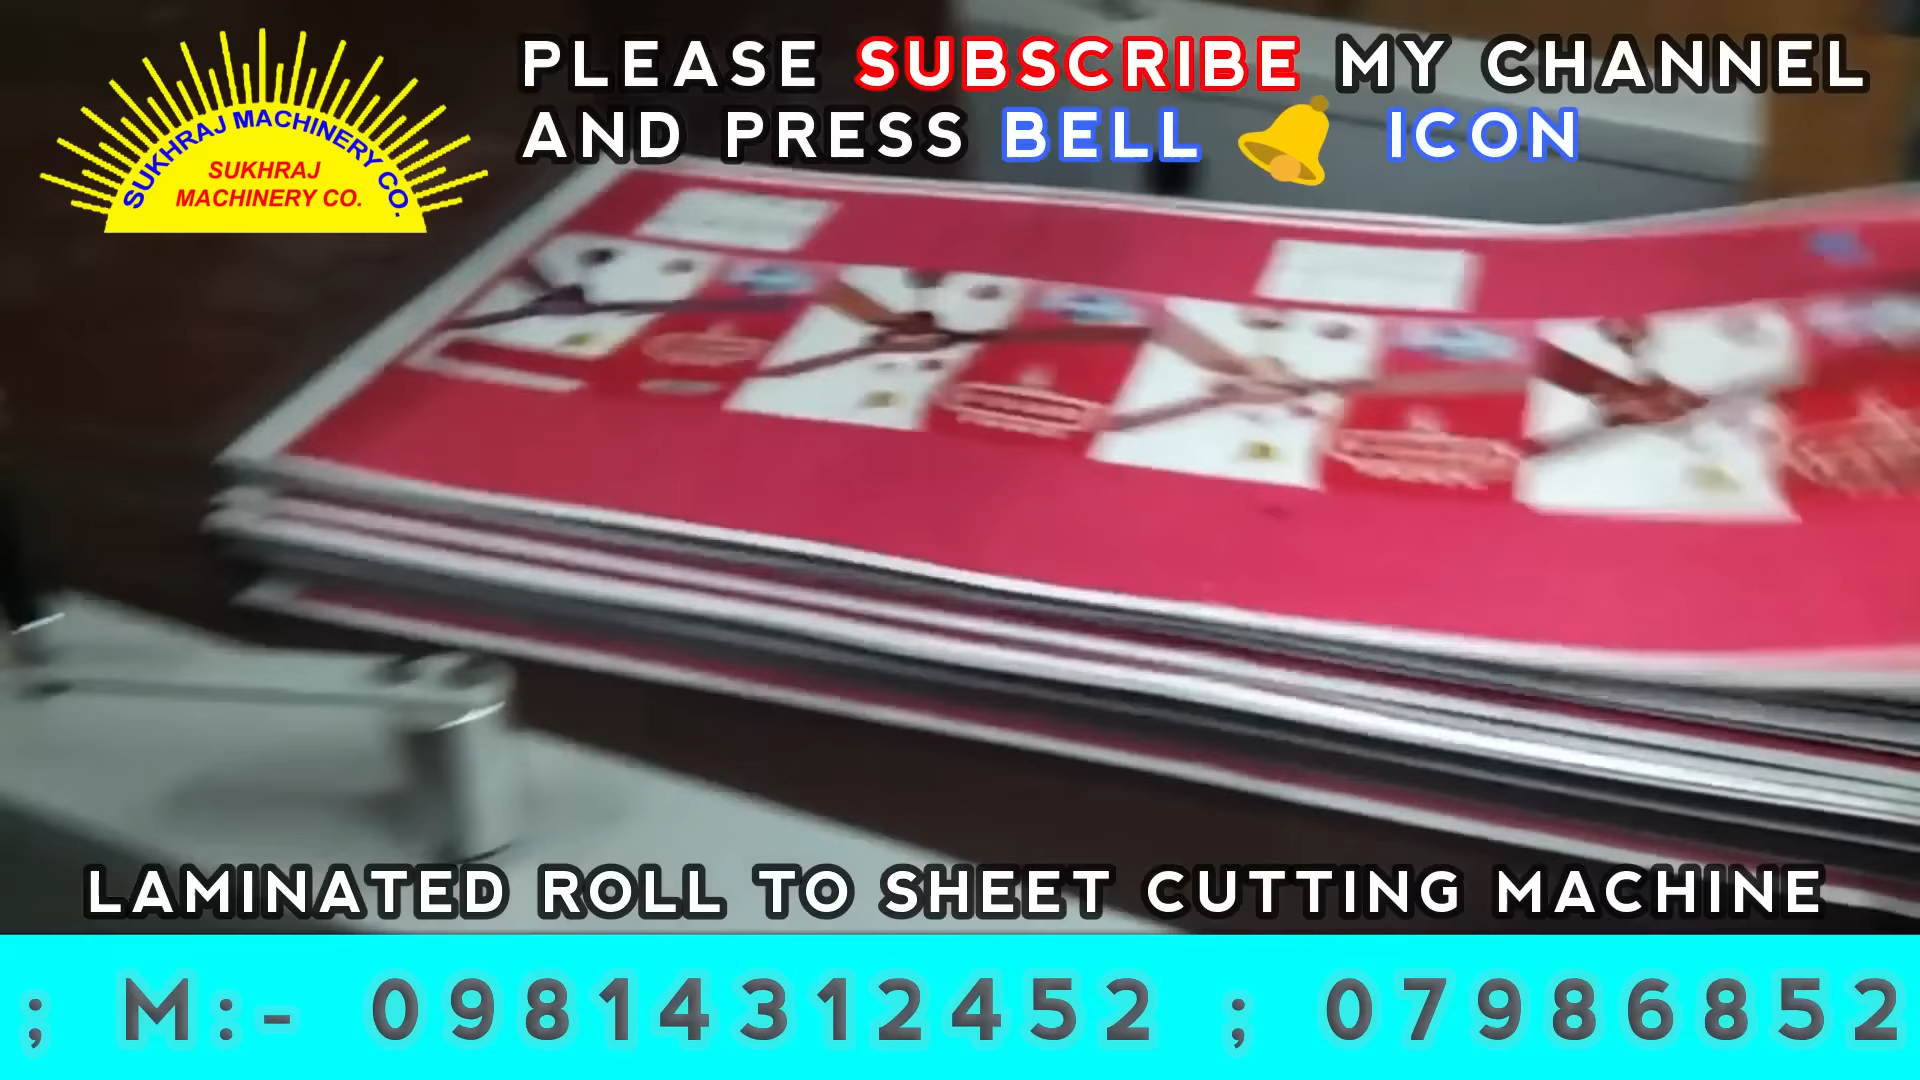 PLEASE SUBSCRIBE MY CHANNEL
AND PRESS BELL 🔔 ICON
SUKHRAJ MACHINERY CO.
SUKHRAJ
MACHINERY CO.
LAMINATED ROLL TO SHEET CUTTING MACHINE
; M:- 09814312452 ; 07986852